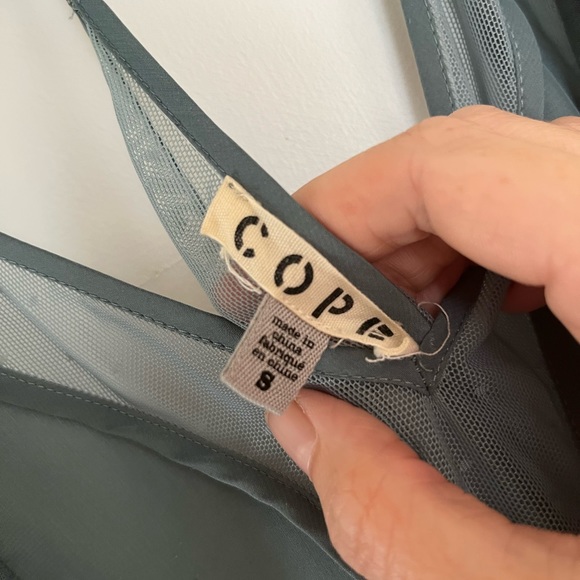 COPE
made in
china
fabriqué
en chine
S